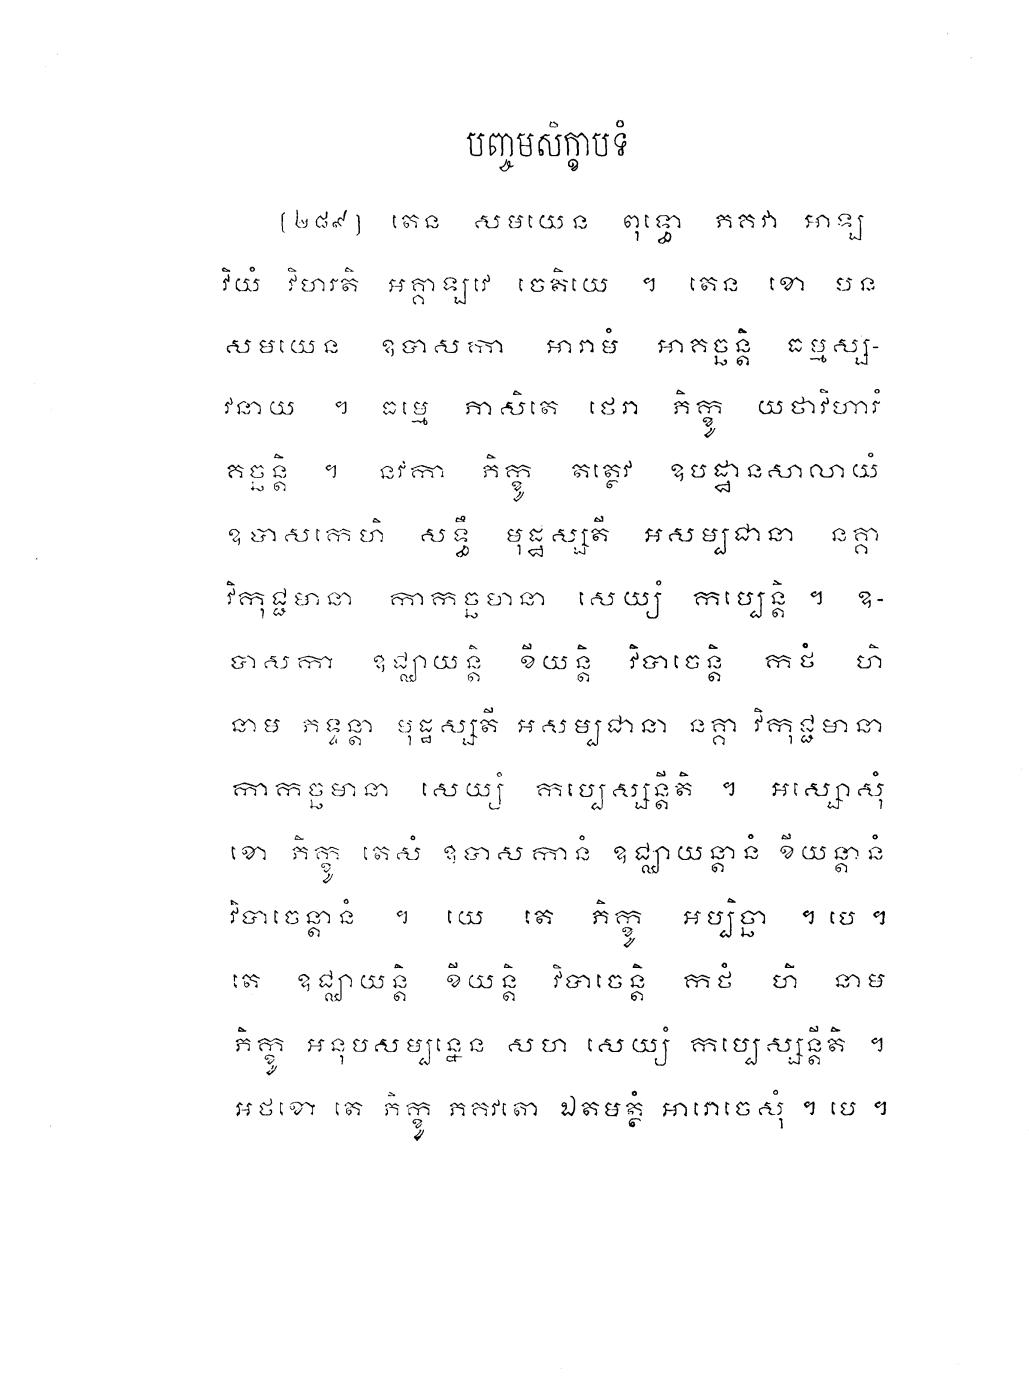 បញ្ចមសិក្ខាបទំ
(២៨៩) តេន សមយេន ពុទ្ធោ ភគវា អាឡ
វិយំ វិហរតិ អគ្គាឡវេ ចេតិយេ ។ តេន ខោ បន
សមយេន ឧបាសកា អារាមំ អាគច្ឆន្តិ ធម្មស្ស-
វនាយ ។ ធម្មេ ភាសិតេ ថេរា ភិក្ខូ យថាវិហារំ
គច្ឆន្តិ ។ នវកា ភិក្ខូ តត្ថេវ ឧបដ្ឋានសាលាយំ
ឧបាសកេហិ សទ្ធឹ មុដ្ឋស្សតី អសម្បជានា នគ្គា
វិកុជ្ជមានា កាកច្ឆមានា សេយ្យំ កប្បេន្តិ ។ ឧ-
បាសកា ឧជ្ឈាយន្តិ ខីយន្តិ វិបាចេន្តិ កថំ ហិ
នាម ភទ្ទន្តា មុដ្ឋស្សតី អសម្បជានា នគ្គា វិកុជ្ជមានា
កាកច្ឆមានា សេយ្យំ កប្បេស្សន្តីតិ ។ អស្សោសុំ
ខោ ភិក្ខូ តេសំ ឧបាសកានំ ឧជ្ឈាយន្តានំ ខីយន្តានំ
វិបាចេន្តានំ ។ យេ តេ ភិក្ខូ អប្បិច្ឆា ។ បេ ។
តេ ឧជ្ឈាយន្តិ ខីយន្តិ វិបាចេន្តិ កថំ ហិ នាម
ភិក្ខូ អនុបសម្បន្នេន សហ សេយ្យំ កប្បេស្សន្តីតិ ។
អថខោ តេ ភិក្ខូ ភគវតោ ឯតមត្ថំ អារោចេសុំ ។ បេ ។